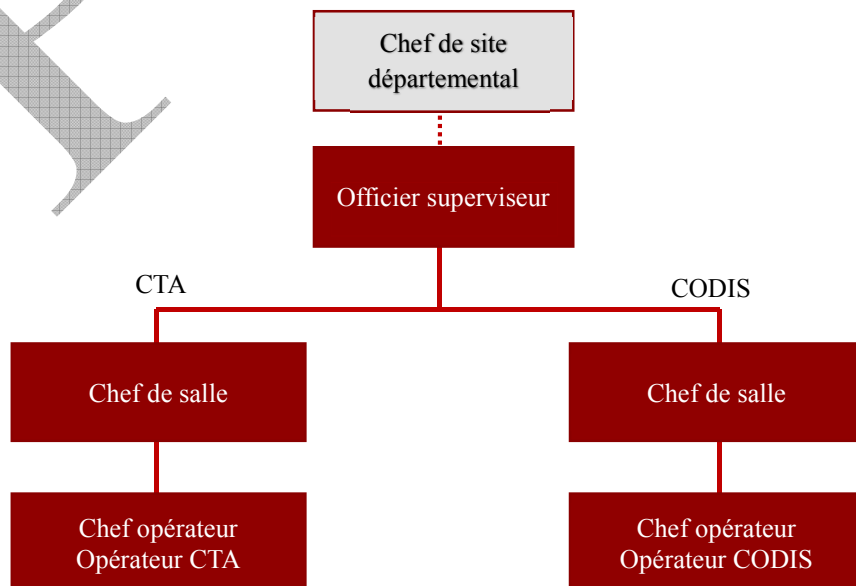 Chef de site
départemental
Officier superviseur
CTA
CODIS
Chef de salle
Chef de salle
Chef opérateur
Opérateur CTA
Chef opérateur
Opérateur CODIS